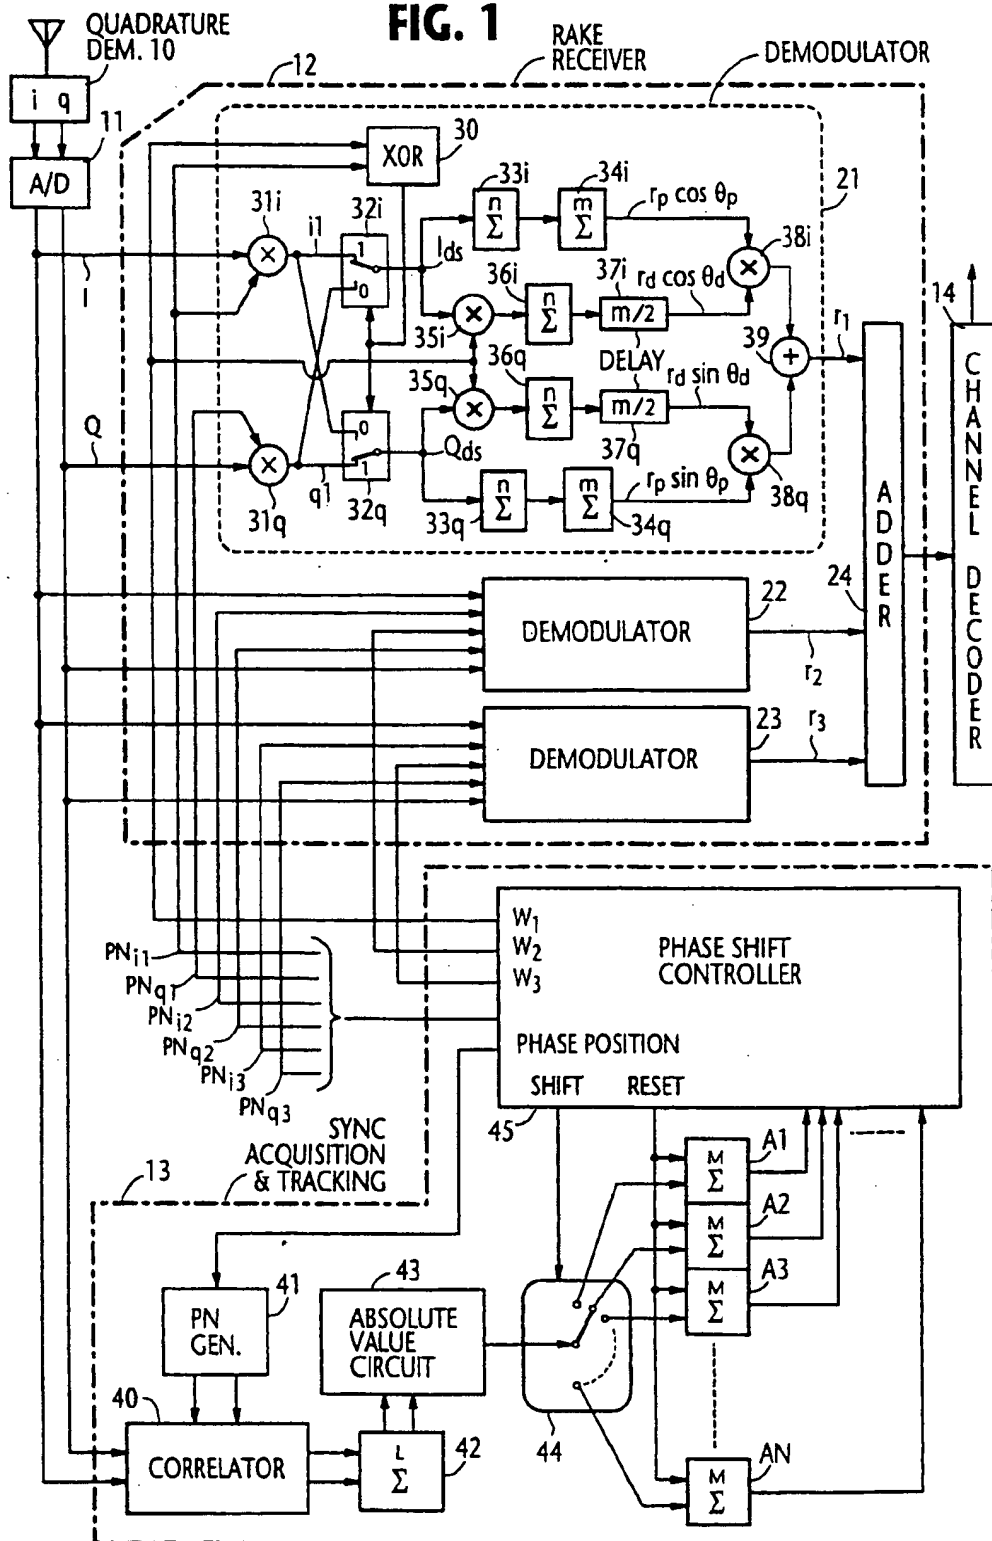 FIG. 1
QUADRATURE
DEM. 10
RAKE
RECEIVER
DEMODULATOR
12
i q
11
A/D
30
XOR
33i
n
Σ
34i
m
Σ
rp cos θp
21
31i
×
i1
32i
1
0
Ids
38i
×
I
35i
×
36i
n
Σ
37i
m/2
rd cos θd
14
DELAY
39
+
r1
36q
n
Σ
35q
×
m/2
37q
rd sin θd
Q
×
31q
q1
0
1
32q
Qds
×
38q
33q
n
Σ
m
Σ
34q
rp sin θp
ADDER
24
CHANNEL DECODER
22
DEMODULATOR
r2
23
DEMODULATOR
r3
W1
W2
W3
PHASE SHIFT
CONTROLLER
PNi1
PNq1
PNi2
PNq2
PNi3
PNq3
PHASE POSITION
SHIFT
RESET
45
SYNC
ACQUISITION
& TRACKING
13
A1
M
Σ
A2
M
Σ
A3
M
Σ
41
PN
GEN.
43
ABSOLUTE
VALUE
CIRCUIT
44
40
CORRELATOR
L
Σ
42
AN
M
Σ